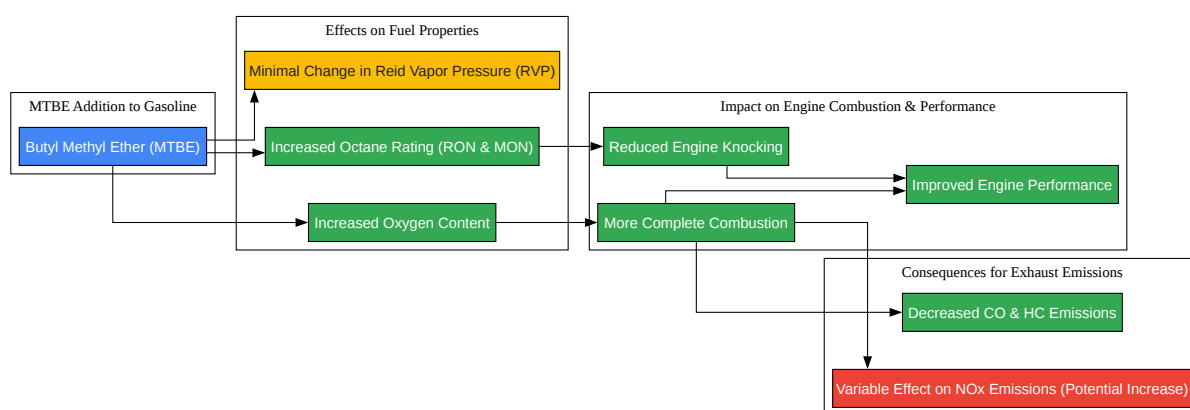 MTBE Addition to Gasoline
Butyl Methyl Ether (MTBE)
Effects on Fuel Properties
Minimal Change in Reid Vapor Pressure (RVP)
Increased Octane Rating (RON & MON)
Increased Oxygen Content
Impact on Engine Combustion & Performance
Reduced Engine Knocking
Improved Engine Performance
More Complete Combustion
Consequences for Exhaust Emissions
Decreased CO & HC Emissions
Variable Effect on NOx Emissions (Potential Increase)